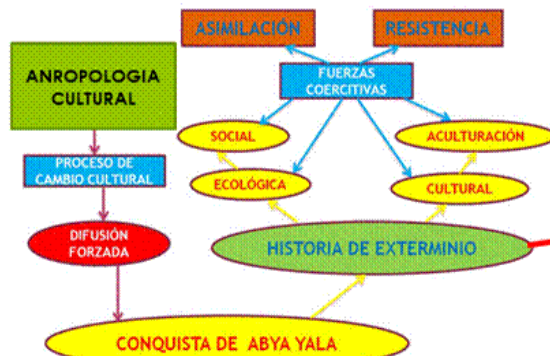 ASIMILACIÓN
RESISTENCIA
ANROPOLOGIA
CULTURAL
FUERZAS
COERCITIVAS
SOCIAL
ACULTURACIÓN
PROCESO DE
CAMBIO CULTURAL
ECOLÓGICA
CULTURAL
DIFUSIÓN
FORZADA
HISTORIA DE EXTERMINIO
CONQUISTA DE ABYA YALA